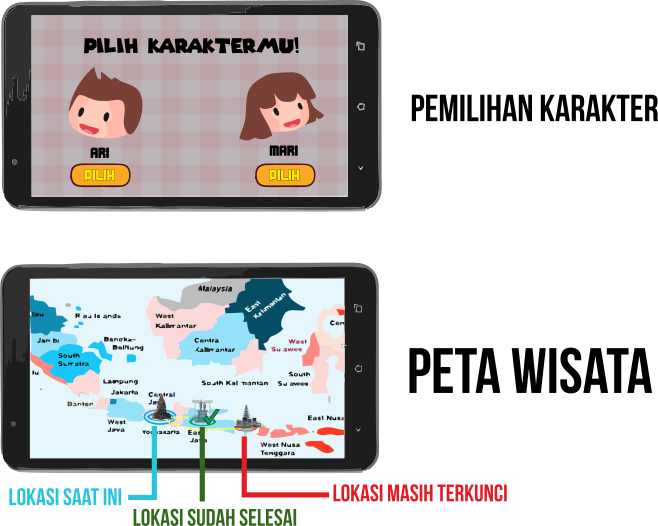 PILIH KARAKTERMU!
ARI
MARI
PILIH
PILIH
PEMILIHAN KARAKTER
Malaysia
East
Kalimantan
West
Kalimantan
Central
Kalimantan
South Kalimantan
West
Sulawesi
South
Sulawesi
Jambi
South
Sumatra
Bangka-
Belitung
Lampung
Jakarta
Banten
West
Java
Central
Java
Yogyakarta
East
Java
West Nusa
Tenggara
East Nusa
PETA WISATA
LOKASI SAAT INI
LOKASI SUDAH SELESAI
LOKASI MASIH TERKUNCI